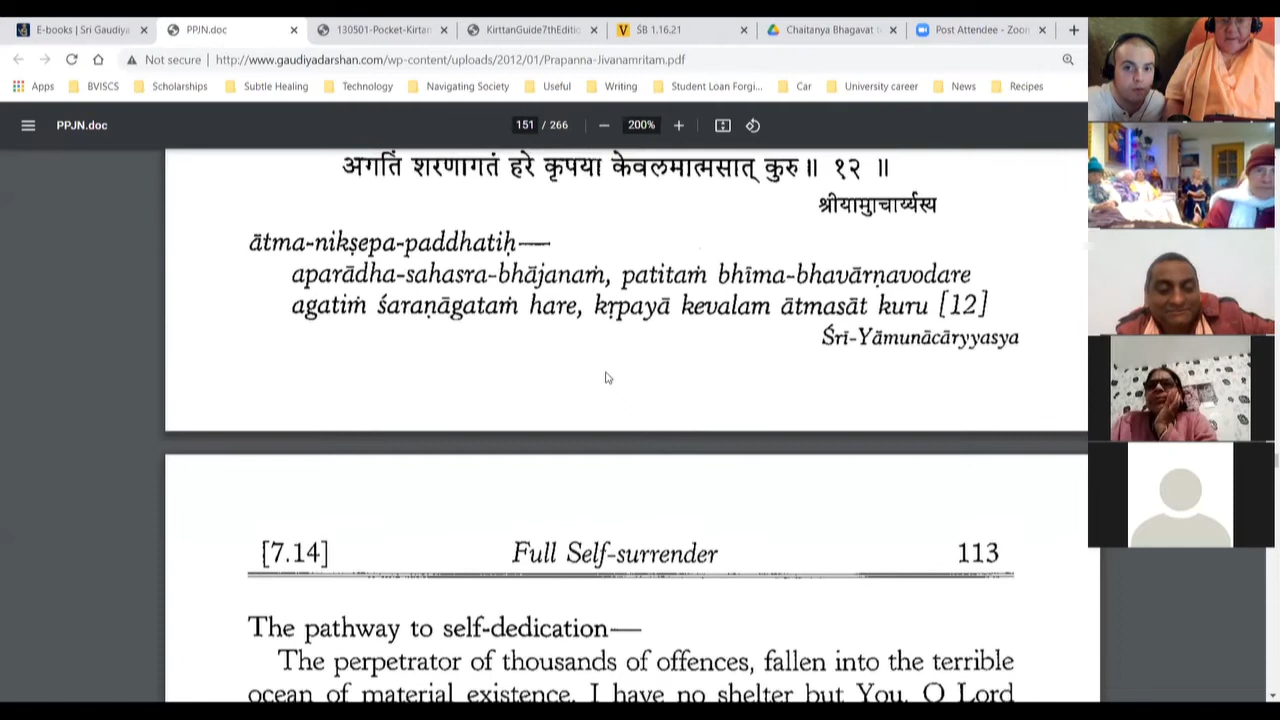 E-books | Sri Gaudiya
PPJN.doc
130501-Pocket-Kirtan
KirttanGuide7thEditio
ŚB 1.16.21
Chaitanya Bhagavat
Post Attendee - Zoom
Not secure | http://www.gaudiyadarshan.com/wp-content/uploads/2012/01/Prapanna-Jivanamritam.pdf
Apps BVISCS Scholarships Subtle Healing Technology Navigating Society Useful Writing Student Loan Forgi... Car University career News Recipes
PPJN.doc 151 / 266 200%
अगतिं शरणागतं हरे कृपया केवलमात्मसात् कुरु॥ १२ ॥
श्रीयामुाचार्य्यस्य
ātma-nikṣepa-paddhatiḥ—
aparādha-sahasra-bhājanaṁ, patitaṁ bhīma-bhavārṇavodare
agatiṁ śaraṇāgataṁ hare, kṛpayā kevalam ātmasāt kuru [12]
Śrī-Yāmunācāryyasya
[7.14] Full Self-surrender 113
The pathway to self-dedication—
The perpetrator of thousands of offences, fallen into the terrible
ocean of material existence, I have no shelter but You. O Lord